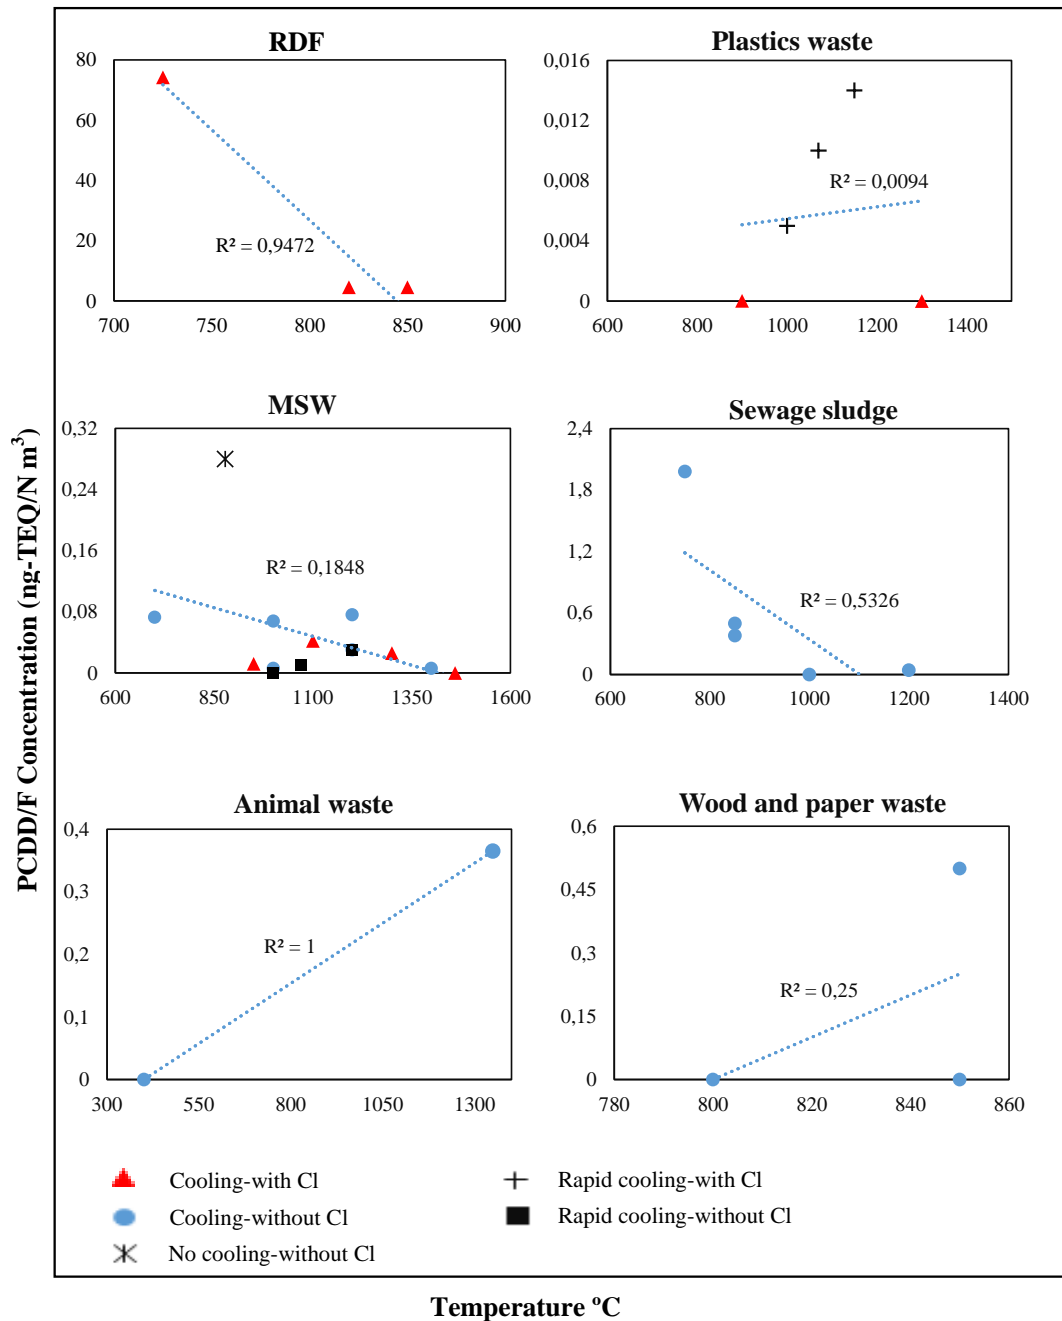 RDF
80
60
40
20
0
R² = 0,9472
700 750 800 850 900
Plastics waste
0,016
0,012
0,008
0,004
0
R² = 0,0094
600 800 1000 1200 1400
PCDD/F Concentration (ng-TEQ/N m³)
MSW
0,32
0,24
0,16
0,08
0
R² = 0,1848
600 850 1100 1350 1600
Sewage sludge
2,4
1,8
1,2
0,6
0
R² = 0,5326
600 800 1000 1200 1400
Animal waste
0,4
0,3
0,2
0,1
0
R² = 1
300 550 800 1050 1300
Wood and paper waste
0,6
0,45
0,3
0,15
0
R² = 0,25
780 800 820 840 860
Cooling-with Cl
Rapid cooling-with Cl
Cooling-without Cl
Rapid cooling-without Cl
No cooling-without Cl
Temperature ºC